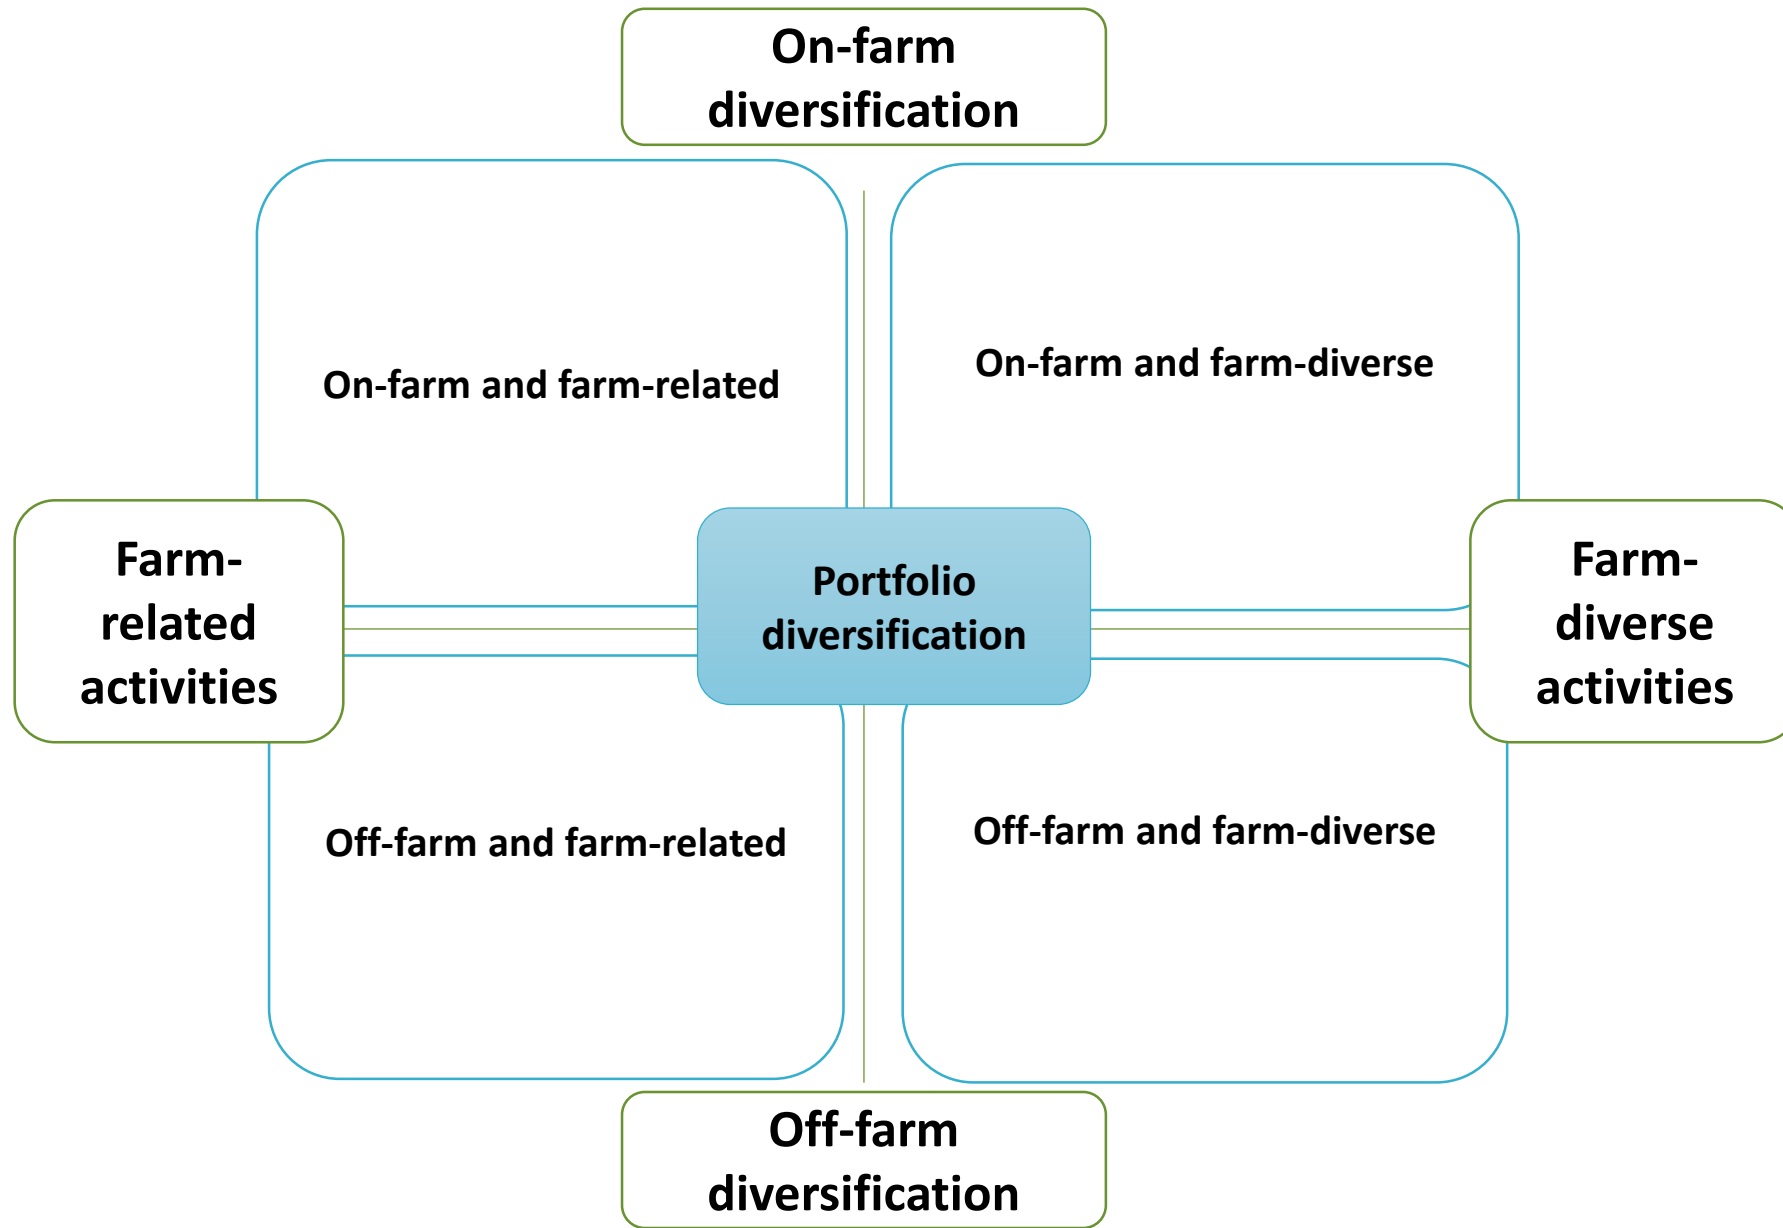 On-farm
diversification
On-farm and farm-related
On-farm and farm-diverse
Farm-
related
activities
Portfolio
diversification
Farm-
diverse
activities
Off-farm and farm-related
Off-farm and farm-diverse
Off-farm
diversification